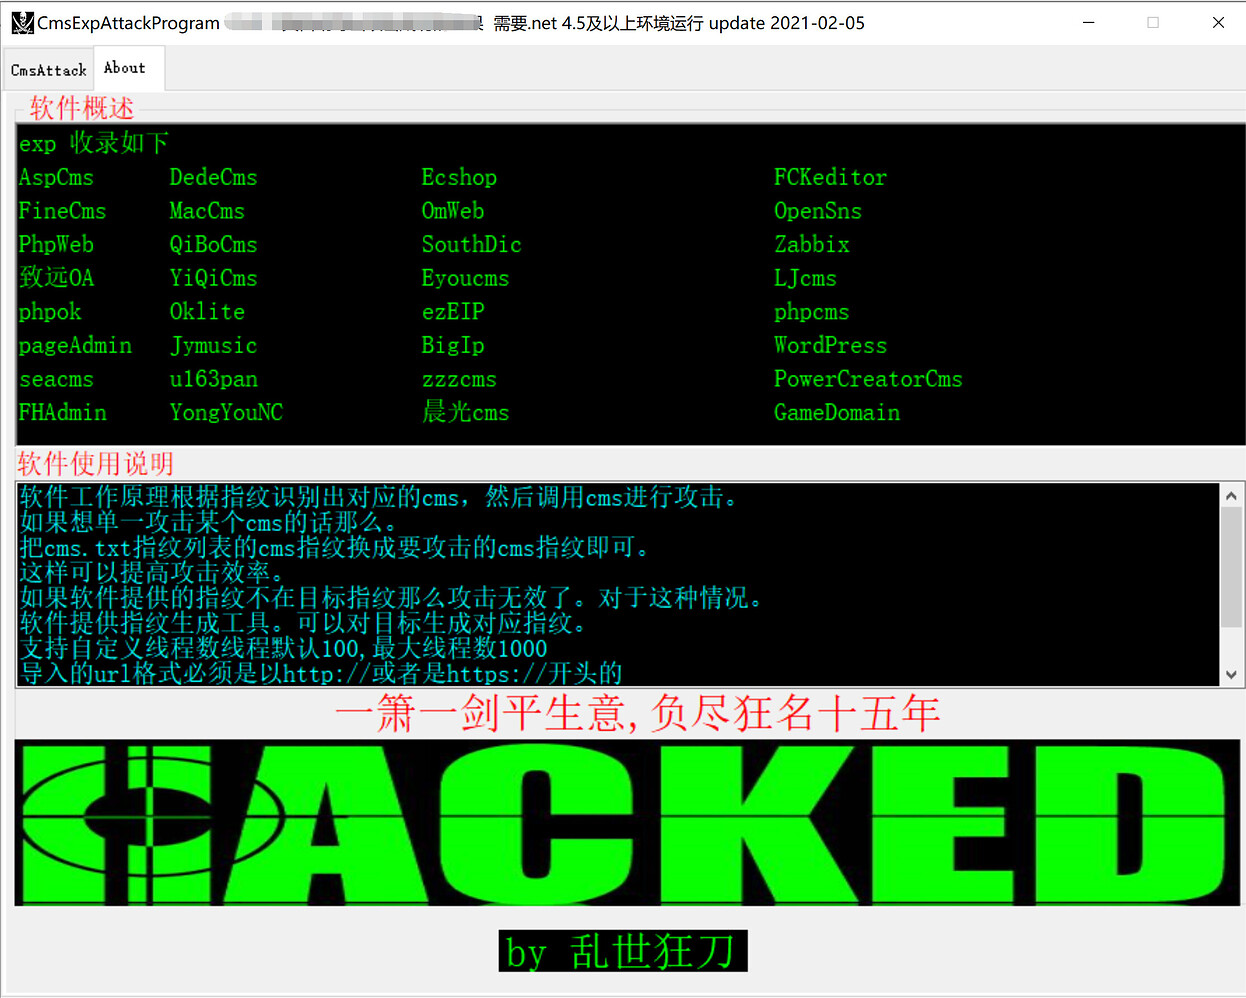 CmsExpAttackProgram 需要.net 4.5及以上环境运行 update 2021-02-05
CmsAttack About
软件概述
exp 收录如下
AspCms DedeCms Ecshop FCKeditor
FineCms MacCms OmWeb OpenSns
PhpWeb QiBoCms SouthDic Zabbix
致远OA YiQiCms Eyoucms LJcms
phpok Oklite ezEIP phpcms
pageAdmin Jymusic BigIp WordPress
seacms u163pan zzzcms PowerCreatorCms
FHAdmin YongYouNC 晨光cms GameDomain
软件使用说明
软件工作原理根据指纹识别出对应的cms，然后调用cms进行攻击。
如果想单一攻击某个cms的话那么。
把cms.txt指纹列表的cms指纹换成要攻击的cms指纹即可。
这样可以提高攻击效率。
如果软件提供的指纹不在目标指纹那么攻击无效了。对于这种情况。
软件提供指纹生成工具。可以对目标生成对应指纹。
支持自定义线程数线程默认100,最大线程数1000
导入的url格式必须是以http://或者是https://开头的
一箫一剑平生意,负尽狂名十五年
HACKED
by 乱世狂刀